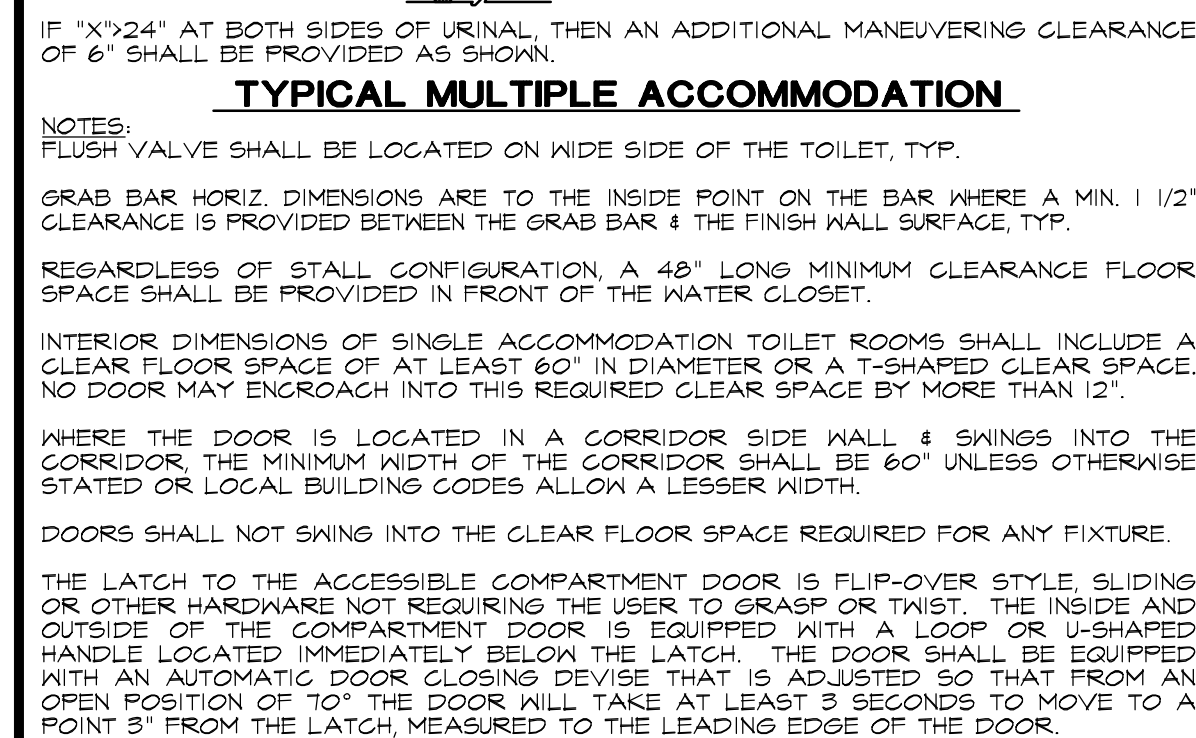 IF "X">24" AT BOTH SIDES OF URINAL, THEN AN ADDITIONAL MANEUVERING CLEARANCE
OF 6" SHALL BE PROVIDED AS SHOWN.
TYPICAL MULTIPLE ACCOMMODATION
NOTES:
FLUSH VALVE SHALL BE LOCATED ON WIDE SIDE OF THE TOILET, TYP.
GRAB BAR HORIZ. DIMENSIONS ARE TO THE INSIDE POINT ON THE BAR WHERE A MIN. 1 1/2"
CLEARANCE IS PROVIDED BETWEEN THE GRAB BAR & THE FINISH WALL SURFACE, TYP.
REGARDLESS OF STALL CONFIGURATION, A 48" LONG MINIMUM CLEARANCE FLOOR
SPACE SHALL BE PROVIDED IN FRONT OF THE WATER CLOSET.
INTERIOR DIMENSIONS OF SINGLE ACCOMMODATION TOILET ROOMS SHALL INCLUDE A
CLEAR FLOOR SPACE OF AT LEAST 60" IN DIAMETER OR A T-SHAPED CLEAR SPACE.
NO DOOR MAY ENCROACH INTO THIS REQUIRED CLEAR SPACE BY MORE THAN 12".
WHERE THE DOOR IS LOCATED IN A CORRIDOR SIDE WALL & SWINGS INTO THE
CORRIDOR, THE MINIMUM WIDTH OF THE CORRIDOR SHALL BE 60" UNLESS OTHERWISE
STATED OR LOCAL BUILDING CODES ALLOW A LESSER WIDTH.
DOORS SHALL NOT SWING INTO THE CLEAR FLOOR SPACE REQUIRED FOR ANY FIXTURE.
THE LATCH TO THE ACCESSIBLE COMPARTMENT DOOR IS FLIP-OVER STYLE, SLIDING
OR OTHER HARDWARE NOT REQUIRING THE USER TO GRASP OR TWIST. THE INSIDE AND
OUTSIDE OF THE COMPARTMENT DOOR IS EQUIPPED WITH A LOOP OR U-SHAPED
HANDLE LOCATED IMMEDIATELY BELOW THE LATCH. THE DOOR SHALL BE EQUIPPED
WITH AN AUTOMATIC DOOR CLOSING DEVISE THAT IS ADJUSTED SO THAT FROM AN
OPEN POSITION OF 70° THE DOOR WILL TAKE AT LEAST 3 SECONDS TO MOVE TO A
POINT 3" FROM THE LATCH, MEASURED TO THE LEADING EDGE OF THE DOOR.